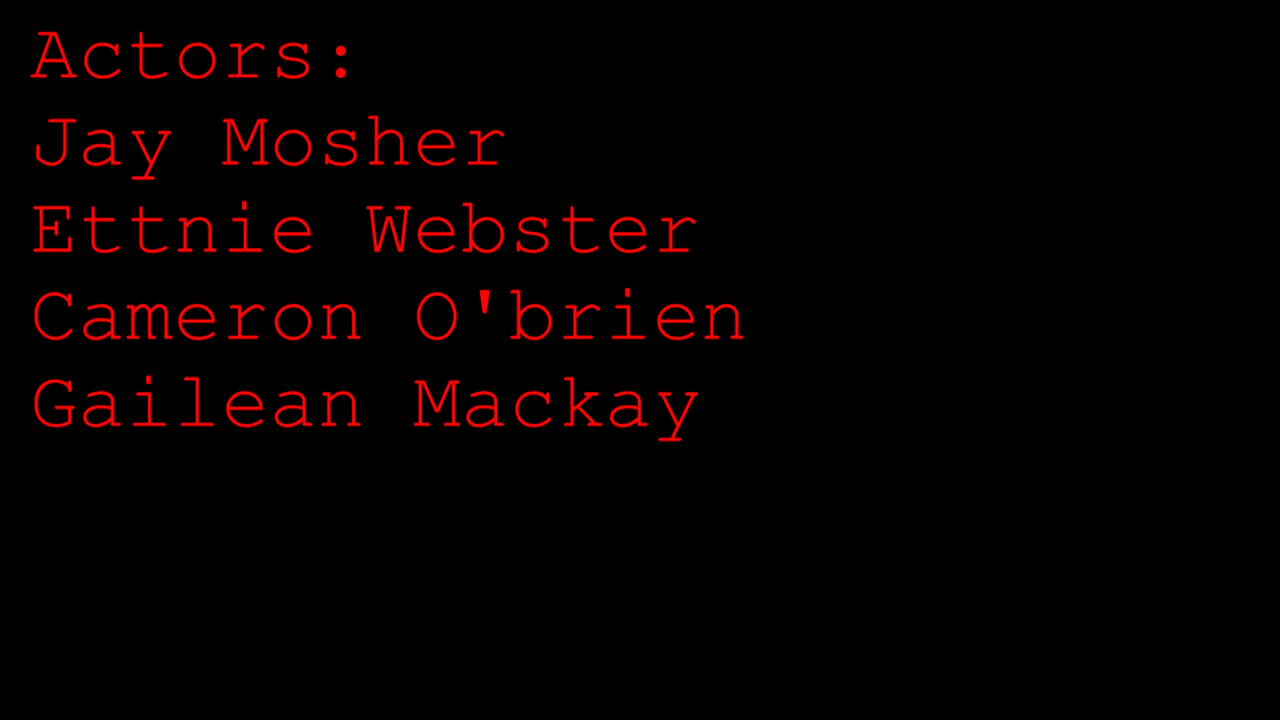 Actors:
Jay Mosher
Ettnie Webster
Cameron O'brien
Gailean Mackay